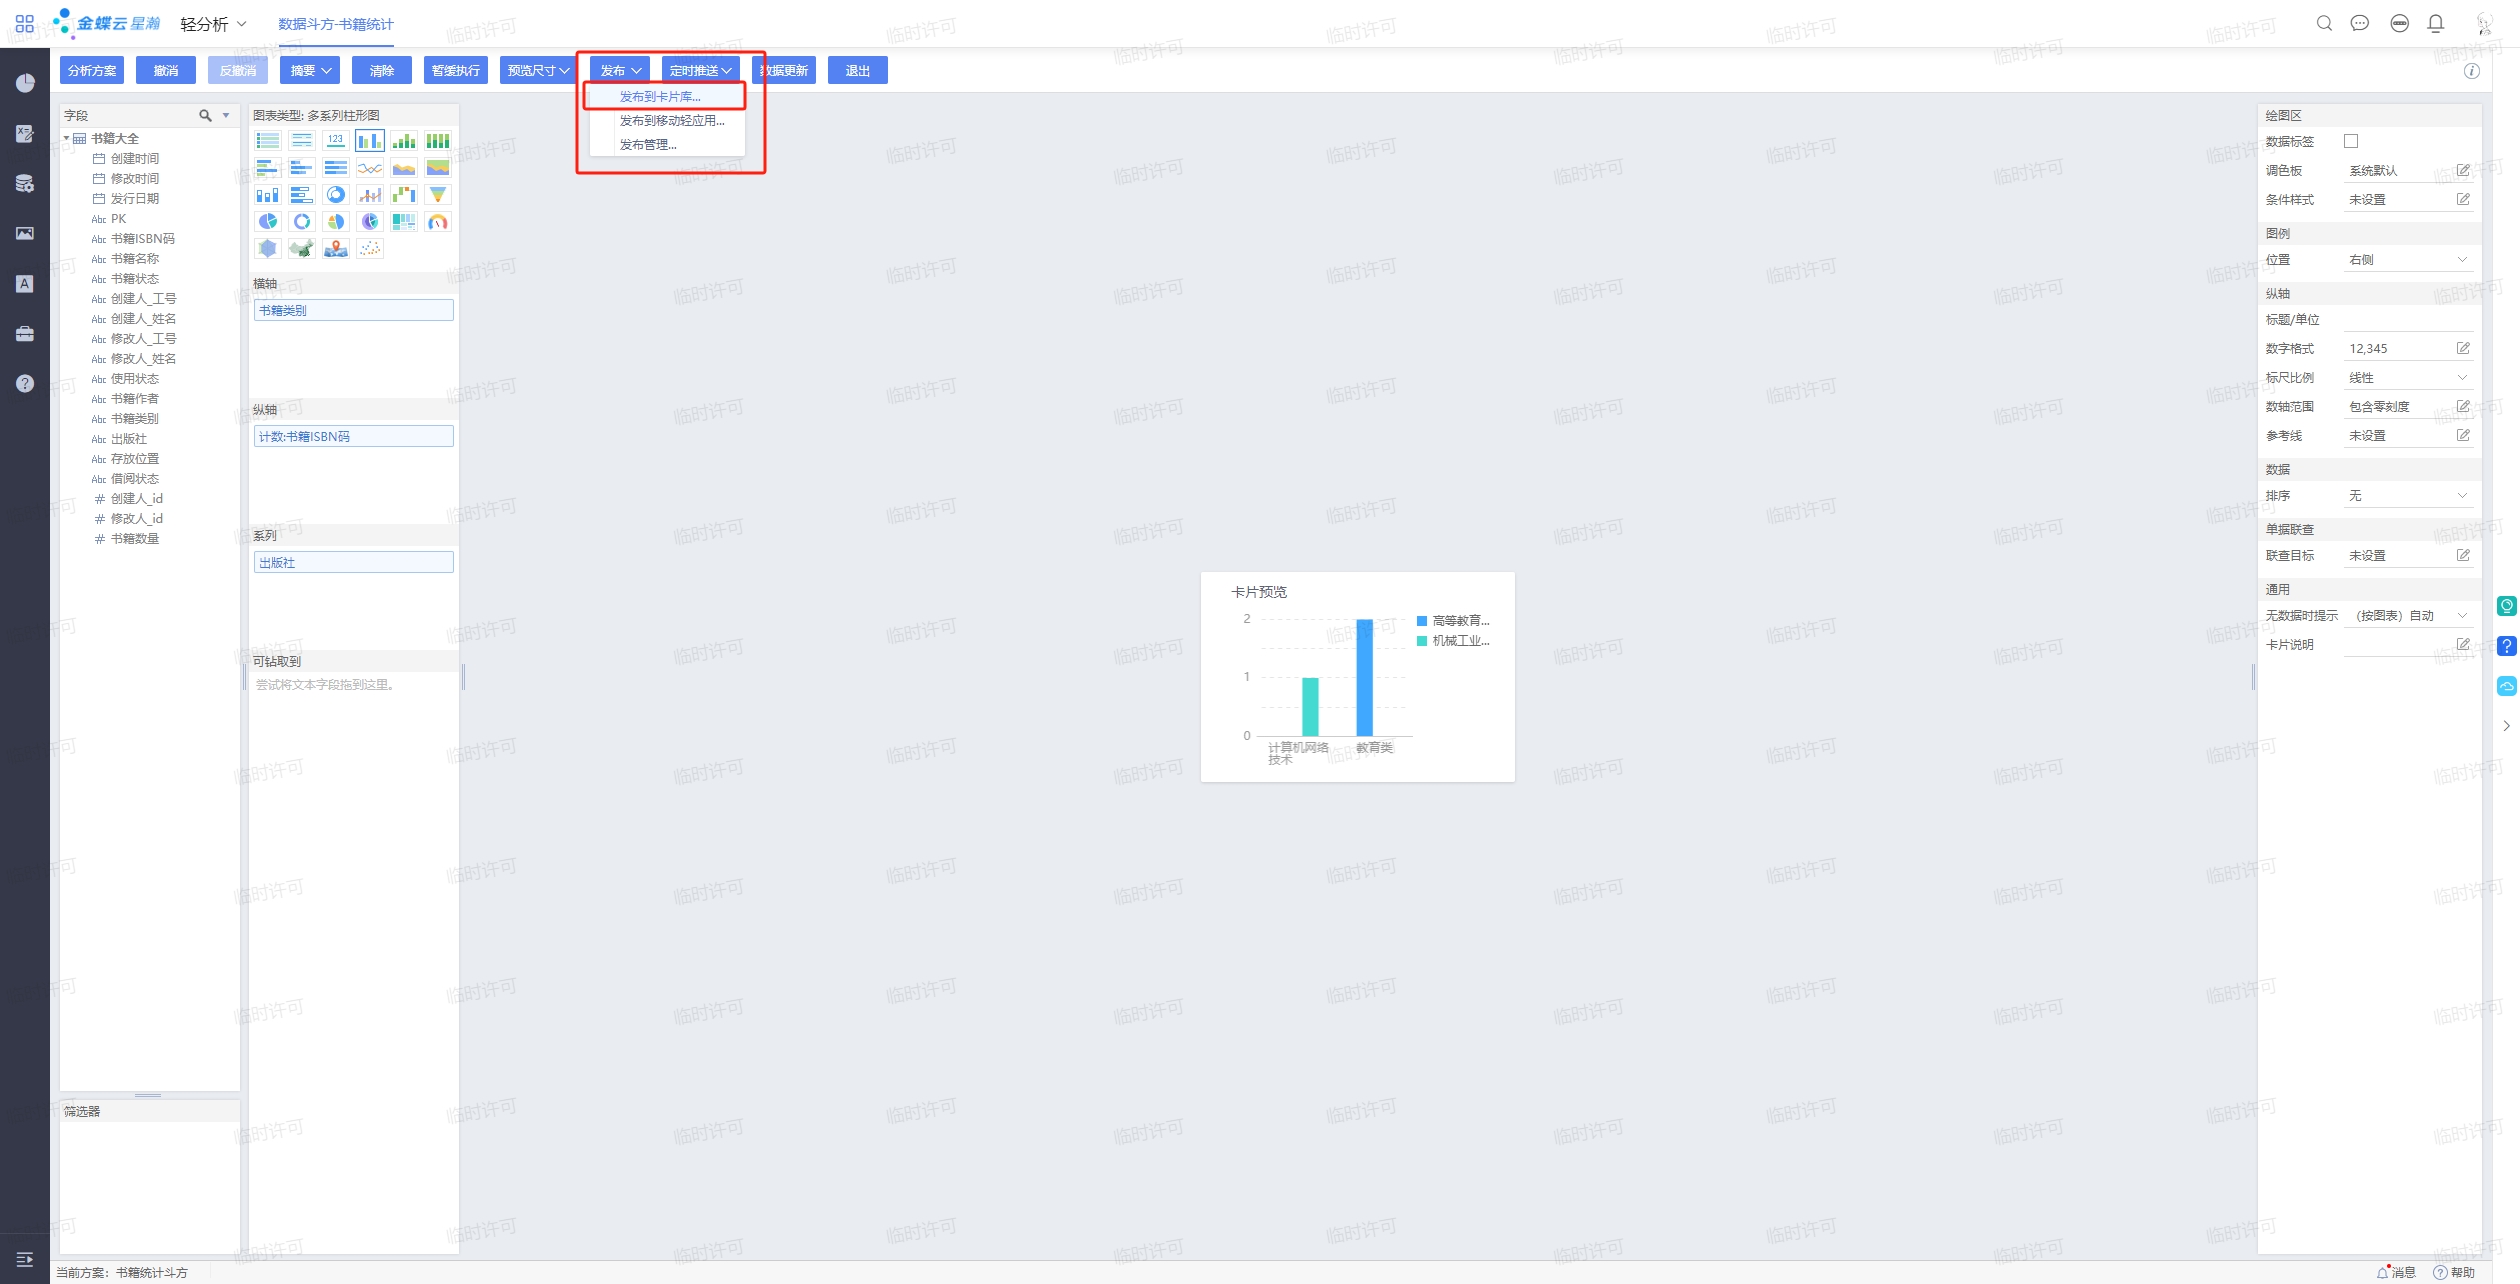 金蝶云 星瀚
轻分析
数据斗方-书籍统计
分析方案
撤消
反撤消
摘要
清除
暂缓执行
预览尺寸
发布
定时推送
数据更新
退出
发布到卡片库...
发布到移动轻应用...
发布管理...
字段
书籍大全
创建时间
修改时间
发行日期
Abc PK
Abc 书籍ISBN码
Abc 书籍名称
Abc 书籍状态
Abc 创建人_工号
Abc 创建人_姓名
Abc 修改人_工号
Abc 修改人_姓名
Abc 使用状态
Abc 书籍作者
Abc 书籍类别
Abc 出版社
Abc 存放位置
Abc 借阅状态
# 创建人_id
# 修改人_id
# 书籍数量
筛选器
图表类型: 多系列柱形图
123
横轴
书籍类别
纵轴
计数:书籍ISBN码
系列
出版社
可钻取到
尝试将文本字段拖到这里。
卡片预览
2
1
0
计算机网络
技术
教育类
高等教育...
机械工业...
绘图区
数据标签
调色板 系统默认
条件样式 未设置
图例
位置 右侧
纵轴
标题/单位
数字格式 12,345
标尺比例 线性
数轴范围 包含零刻度
参考线 未设置
数据
排序 无
单据联查
联查目标 未设置
通用
无数据时提示 （按图表）自动
卡片说明
当前方案：书籍统计斗方
消息
帮助
临时许可